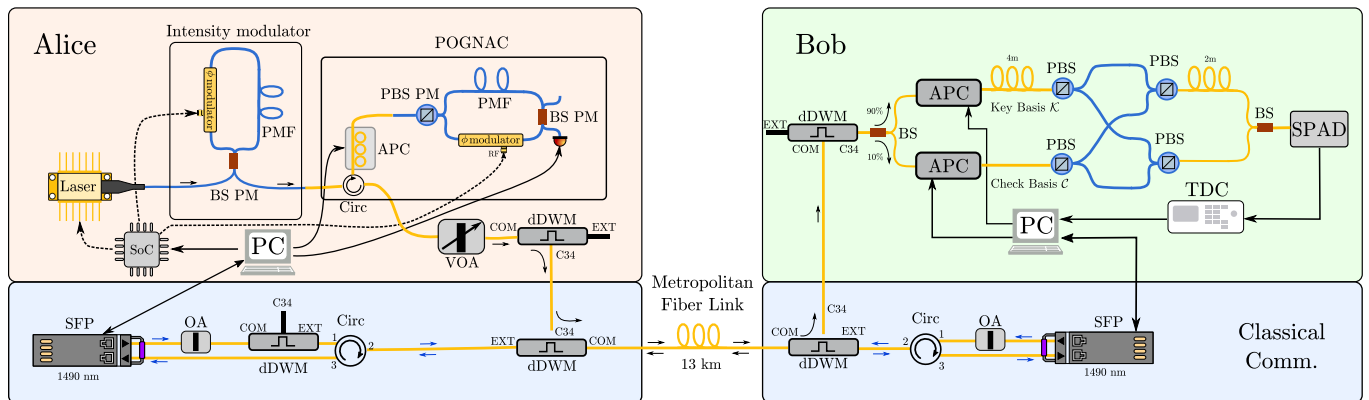 Alice
Intensity modulator
ϕ modulator
PMF
BS PM
Laser
SoC
PC
POGNAC
PBS PM
PMF
BS PM
ϕ modulator
RF
APC
Circ
VOA
COM
dDWM
EXT
C34
Bob
EXT
dDWM
COM
C34
90%
BS
10%
APC
4m
Key Basis 𝒦
PBS
PBS
2m
APC
Check Basis 𝒞
PBS
PBS
BS
SPAD
TDC
PC
SFP
1490 nm
OA
C34
COM
EXT
dDWM
Circ
1
2
3
C34
EXT
COM
dDWM
Metropolitan
Fiber Link
13 km
C34
COM
EXT
dDWM
Circ
1
2
3
OA
SFP
1490 nm
Classical
Comm.